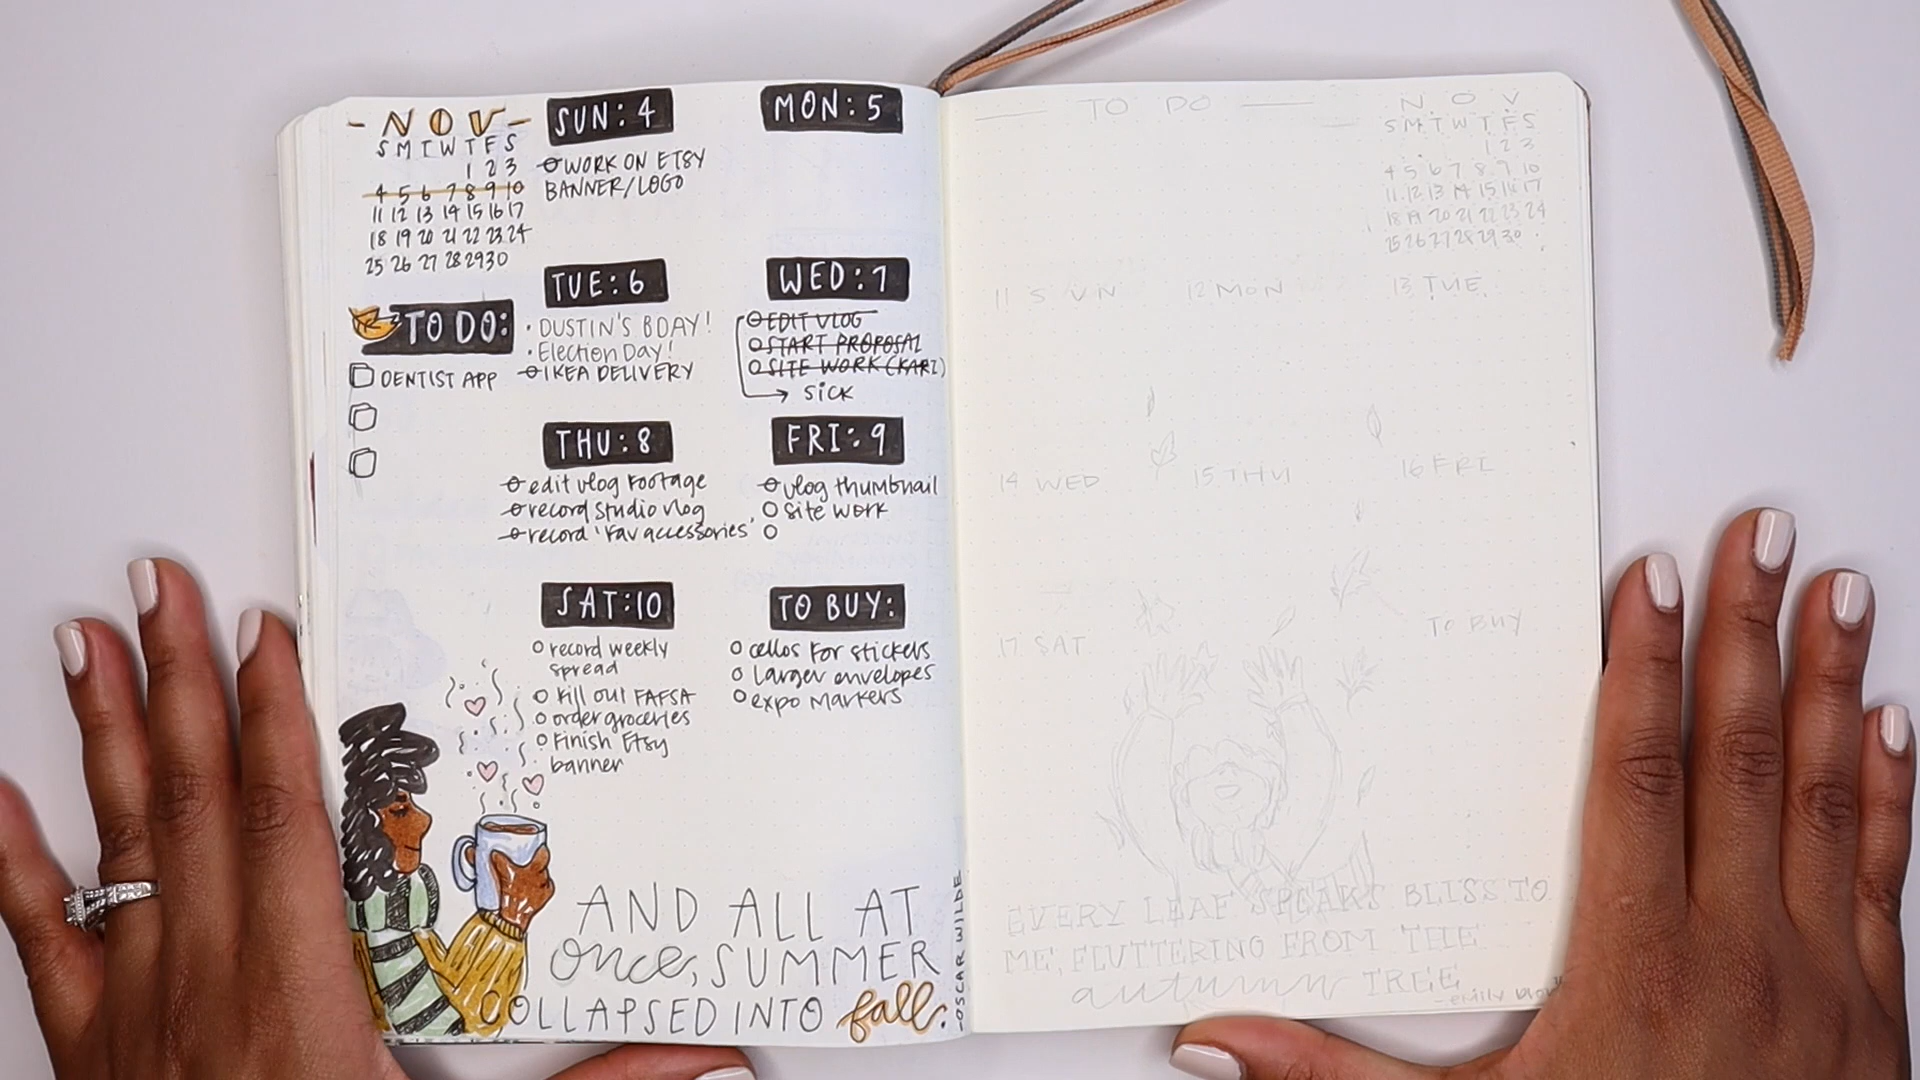 - NOV -
S M T W T F S
1 2 3
4 5 6 7 8 9 10
11 12 13 14 15 16 17
18 19 20 21 22 23 24
25 26 27 28 29 30
TO DO:
DENTIST APP
SUN: 4
WORK ON ETSY
BANNER/LOGO
MON: 5
TUE: 6
• DUSTIN'S BDAY!
• Election Day!
IKEA DELIVERY
WED: 7
EDIT VLOG
START PROPOSAL
SITE WORK (KARI)
→ SICK
THU: 8
edit vlog footage
record studio vlog
record 'fav accessories'
FRI: 9
vlog thumbnail
site work
SAT: 10
record weekly
spread
fill out FAFSA
order groceries
Finish Etsy
banner
TO BUY:
cellos for stickers
larger envelopes
expo markers
AND ALL AT
once, SUMMER
COLLAPSED INTO fall.
-OSCAR WILDE
TO DO
N O V
S M T W T F S
1 2 3
4 5 6 7 8 9 10
11 12 13 14 15 16 17
18 19 20 21 22 23 24
25 26 27 28 29 30
11 SUN
12 MON
13 TUE
14 WED
15 THU
16 FRI
17 SAT
TO BUY
EVERY LEAF SPEAKS BLISS TO
ME, FLUTTERING FROM THE
autumn TREE
- EMILY